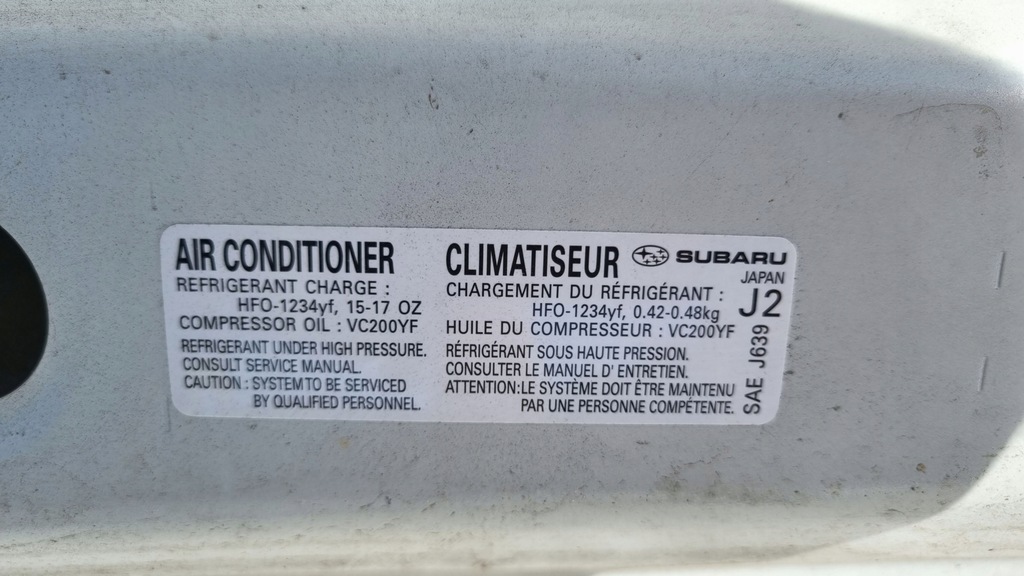 AIR CONDITIONER
REFRIGERANT CHARGE :
HFO-1234yf, 15-17 OZ
COMPRESSOR OIL : VC200YF
REFRIGERANT UNDER HIGH PRESSURE.
CONSULT SERVICE MANUAL.
CAUTION : SYSTEM TO BE SERVICED
BY QUALIFIED PERSONNEL.
CLIMATISEUR
SUBARU
JAPAN
J2
CHARGEMENT DU RÉFRIGÉRANT :
HFO-1234yf, 0.42-0.48kg
HUILE DU COMPRESSEUR : VC200YF
RÉFRIGÉRANT SOUS HAUTE PRESSION.
CONSULTER LE MANUEL D' ENTRETIEN.
ATTENTION:LE SYSTÈME DOIT ÊTRE MAINTENU
PAR UNE PERSONNE COMPÉTENTE.
SAE J639